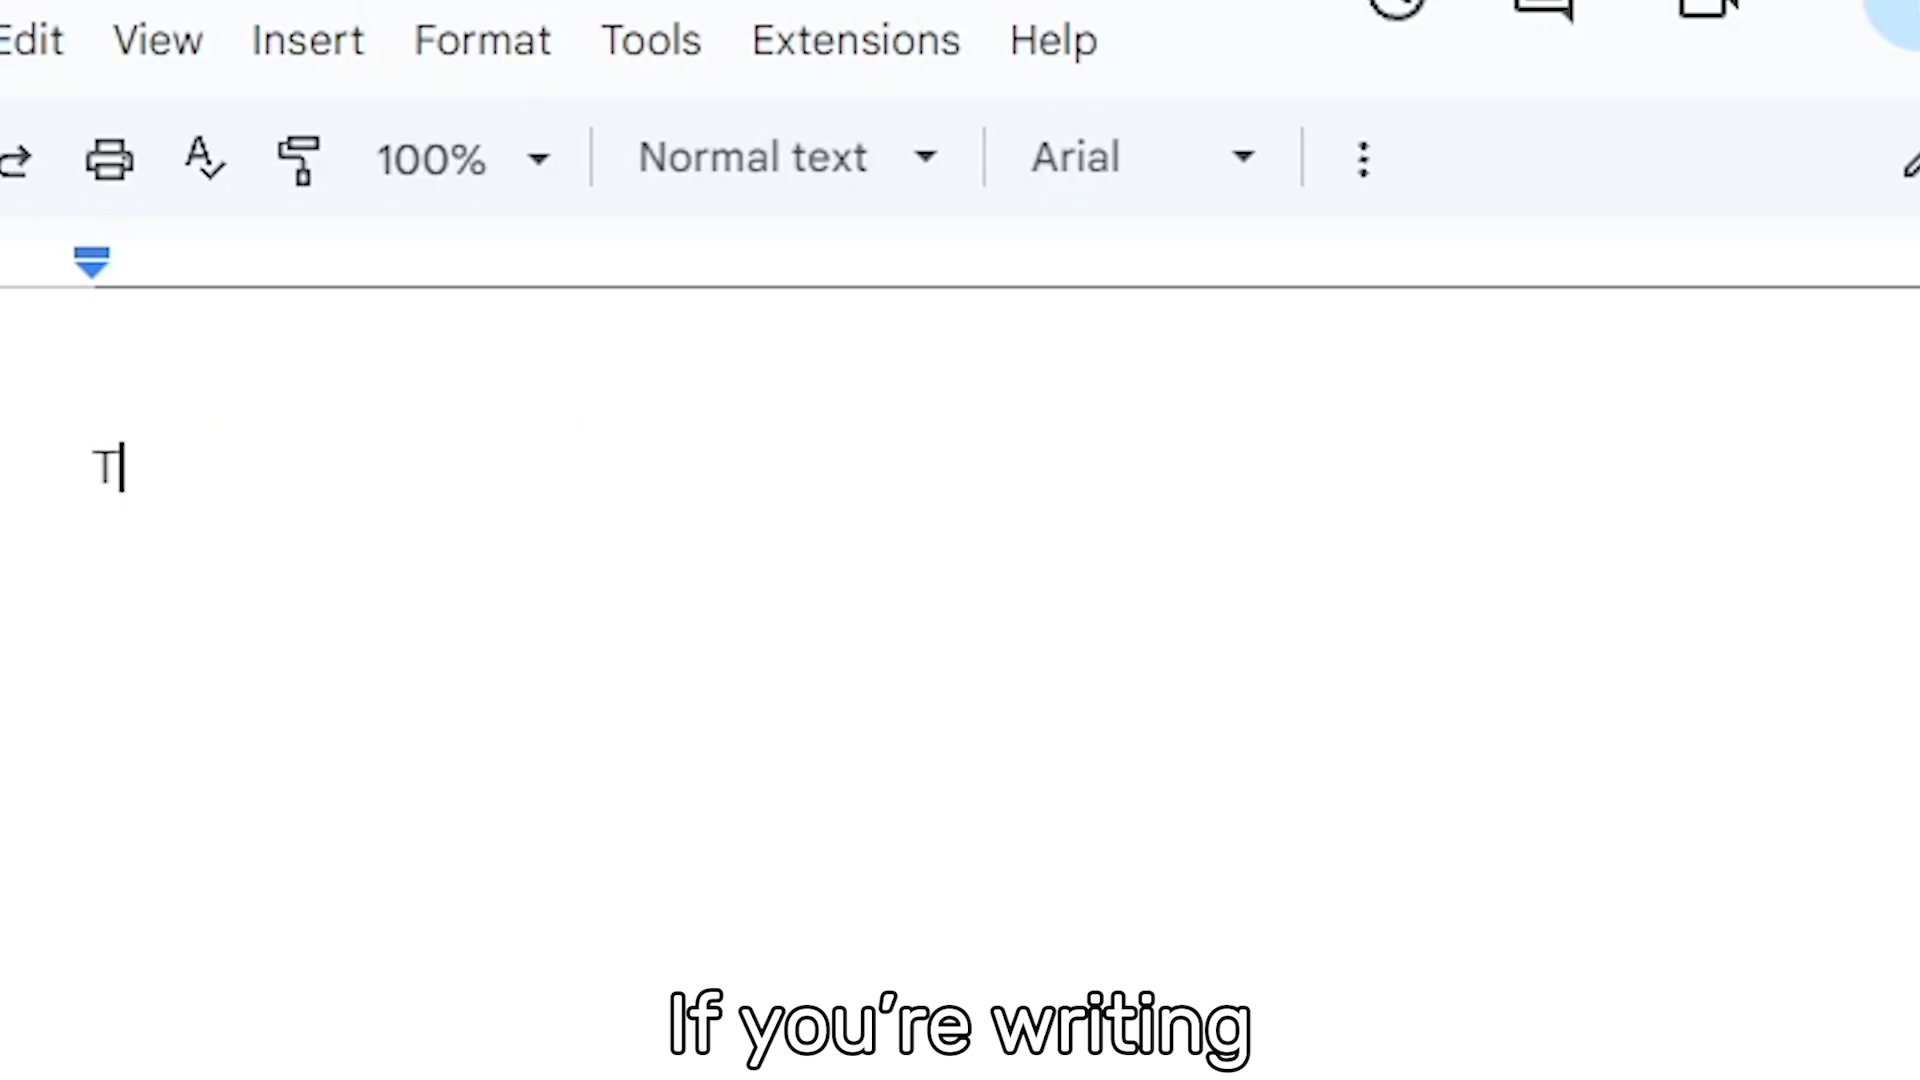 Edit View Insert Format Tools Extensions Help
100% Normal text Arial
T
If you’re writing